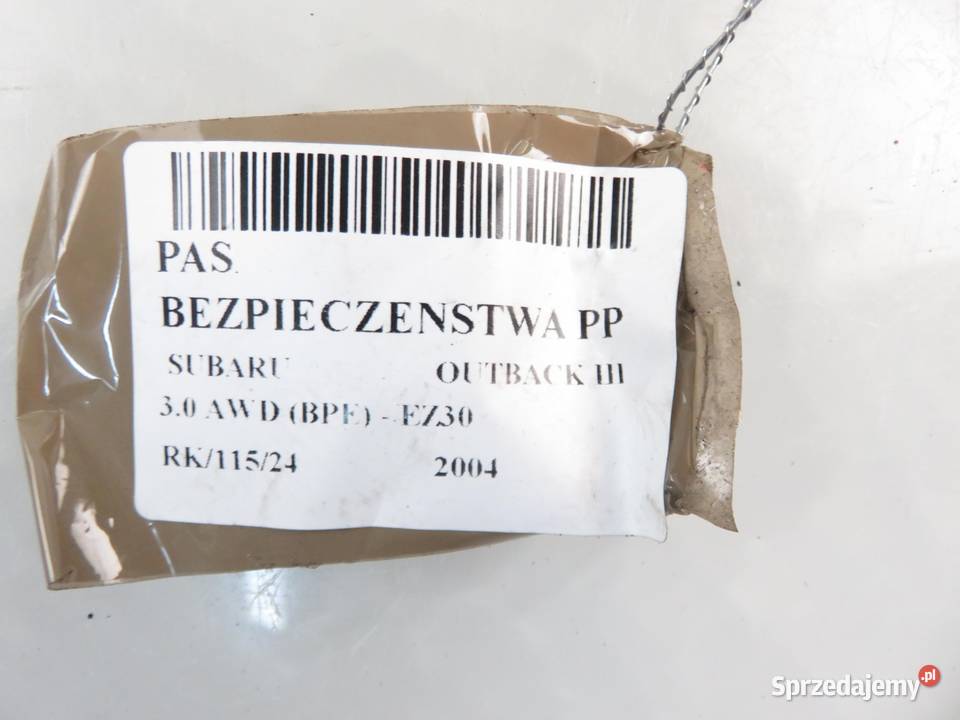 PAS
BEZPIECZENSTWA PP
SUBARU OUTBACK III
3.0 AWD (BPE) - EZ30
RK/115/24 2004
Sprzedajemy.pl